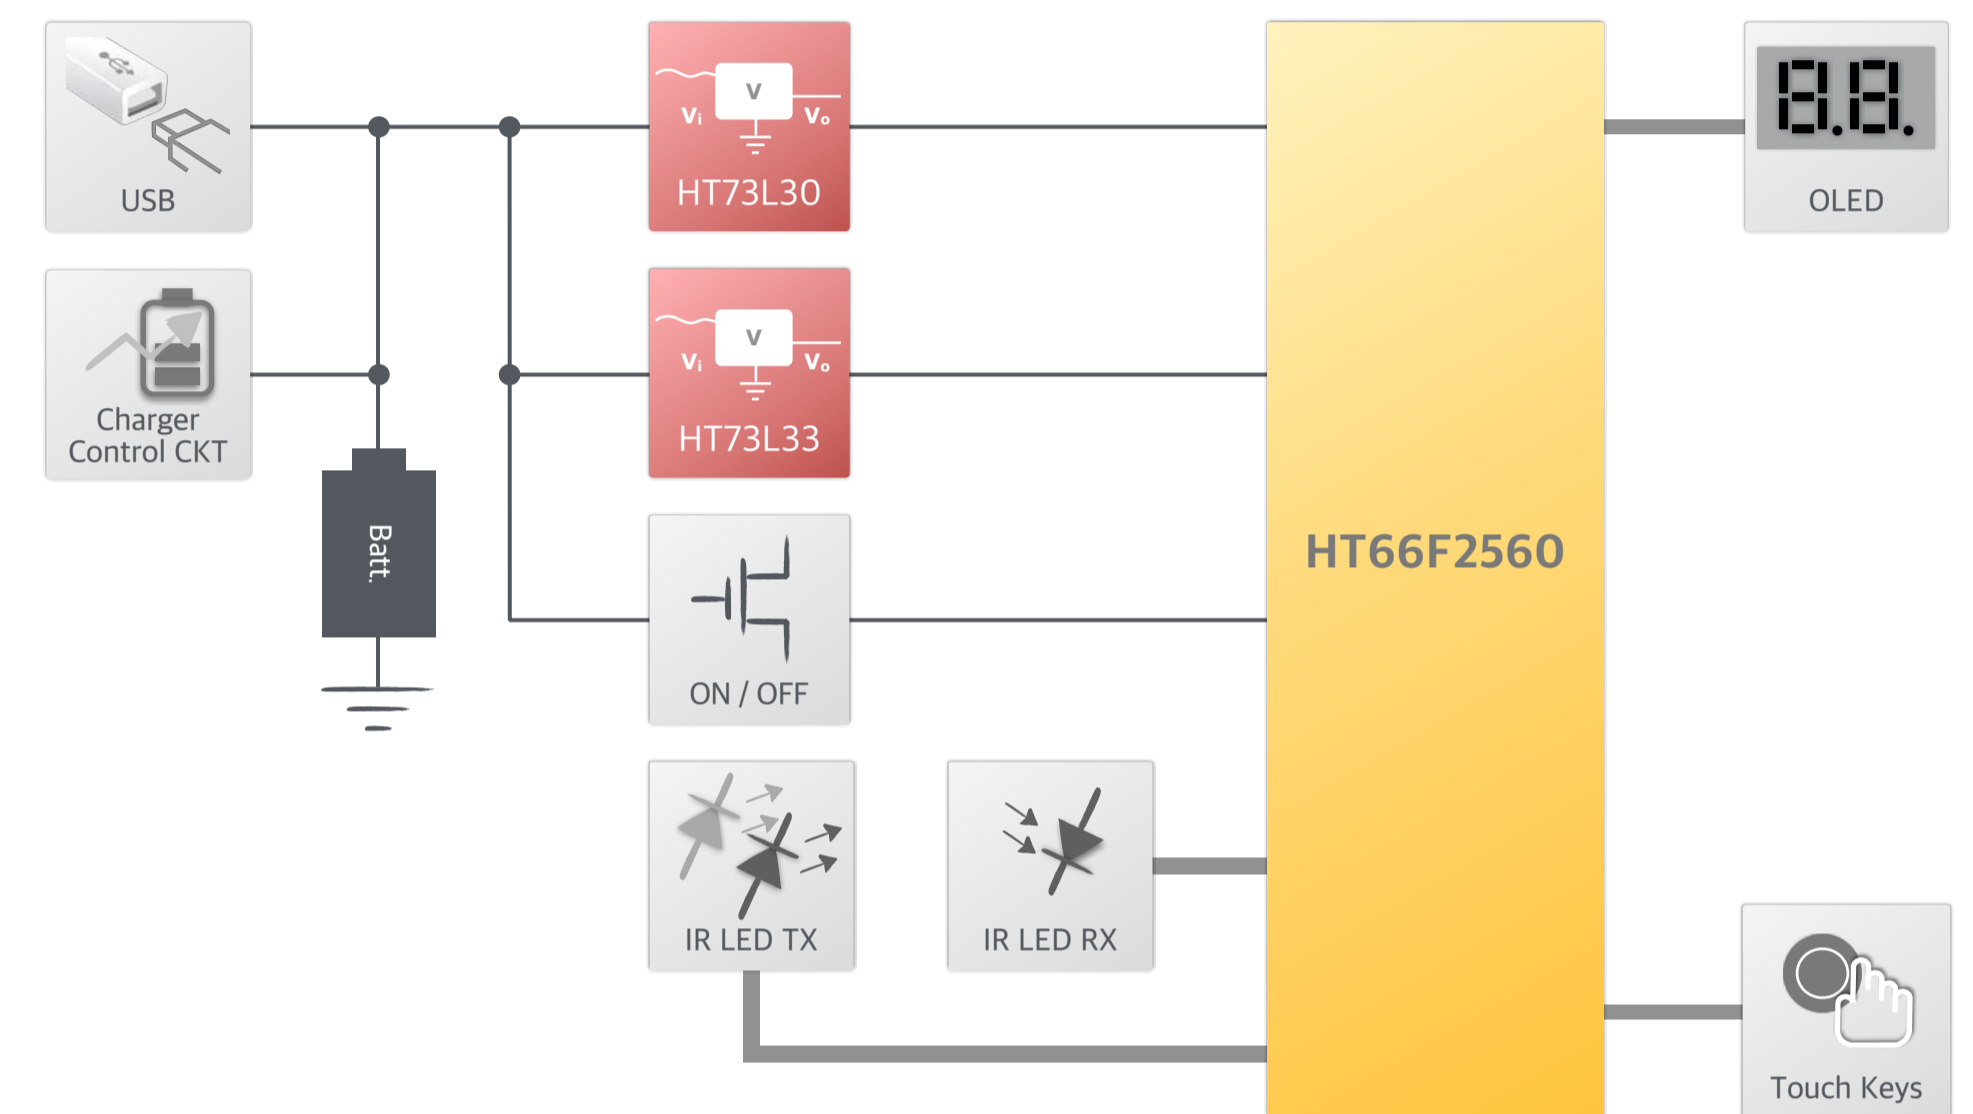 USB
V
Vi
Vo
HT73L30
OLED
Charger
Control CKT
V
Vi
Vo
HT73L33
Batt.
HT66F2560
ON / OFF
IR LED TX
IR LED RX
Touch Keys